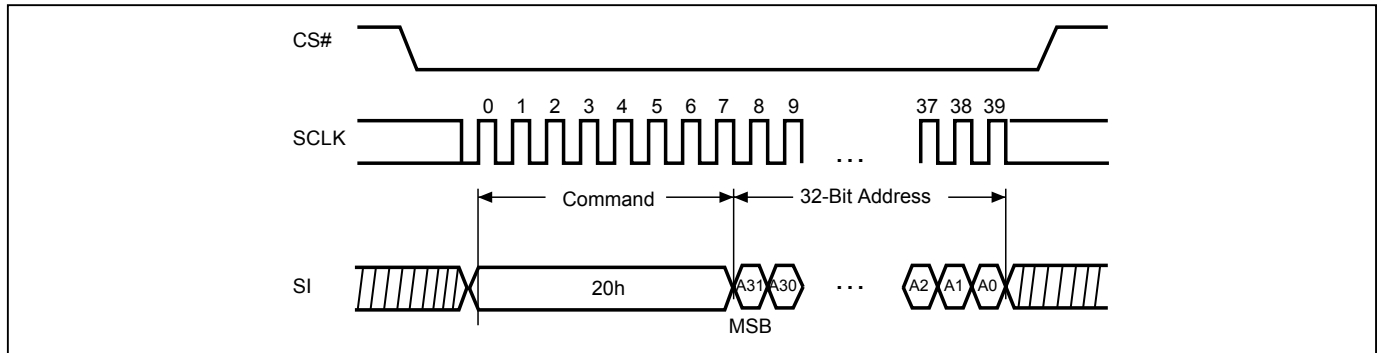 CS#
0 1 2 3 4 5 6 7 8 9 37 38 39
SCLK
...
Command 32-Bit Address
SI 20h A31 A30 ... A2 A1 A0
MSB